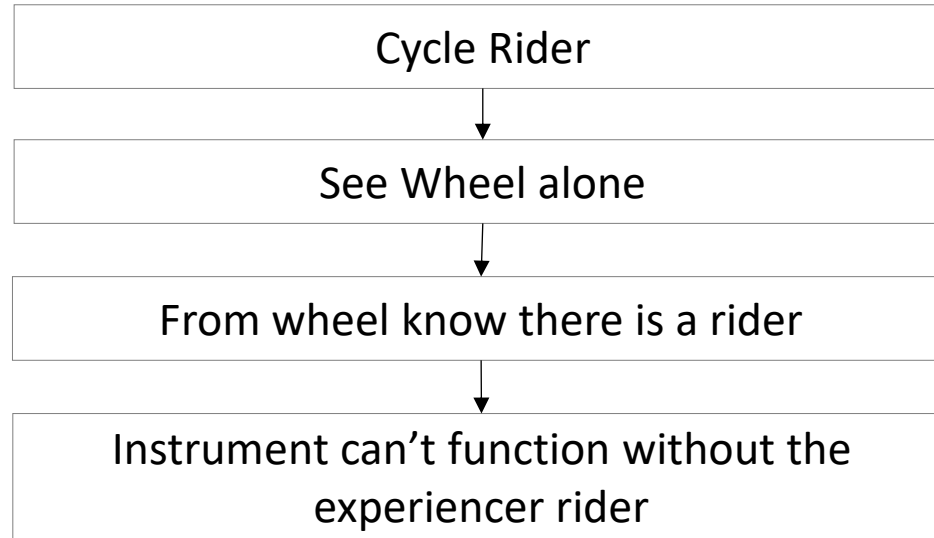 Cycle Rider
See Wheel alone
From wheel know there is a rider
Instrument can’t function without the
experiencer rider